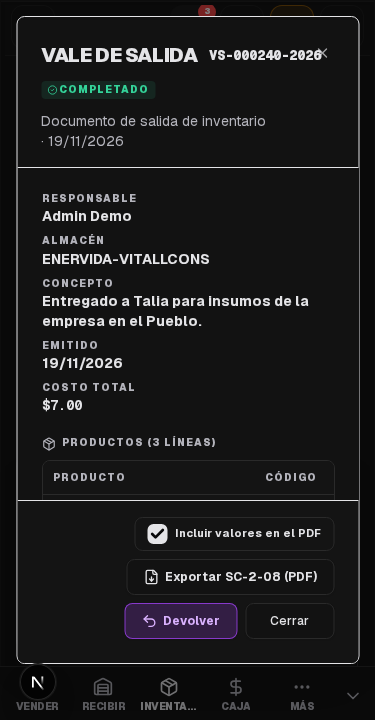 3
VALE DE SALIDA VS-000240-2026
COMPLETADO
Documento de salida de inventario
· 19/11/2026
RESPONSABLE
Admin Demo
ALMACÉN
ENERVIDA-VITALLCONS
CONCEPTO
Entregado a Talia para insumos de la
empresa en el Pueblo.
EMITIDO
19/11/2026
COSTO TOTAL
$7.00
PRODUCTOS (3 LÍNEAS)
PRODUCTO CÓDIGO
Incluir valores en el PDF
Exportar SC-2-08 (PDF)
Devolver Cerrar
N
VENDER RECIBIR INVENTA... CAJA MÁS